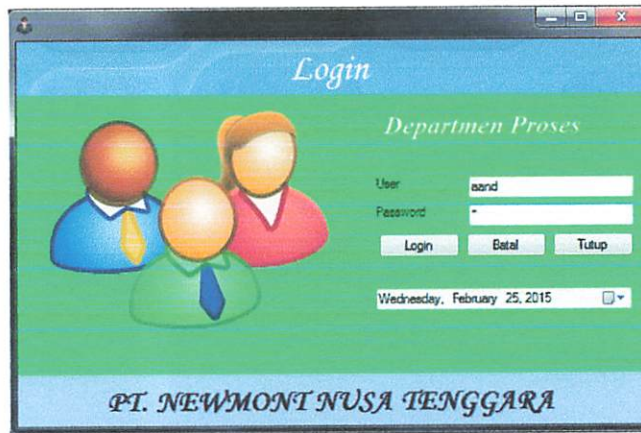 Login
Departmen Proses
User aand
Password
Login Batal Tutup
Wednesday, February 25, 2015
PT. NEWMONT NUSA TENGGARA